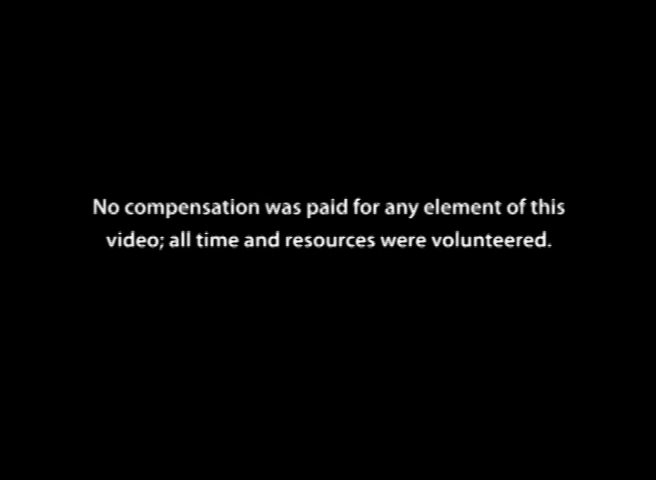 No compensation was paid for any element of this
video; all time and resources were volunteered.